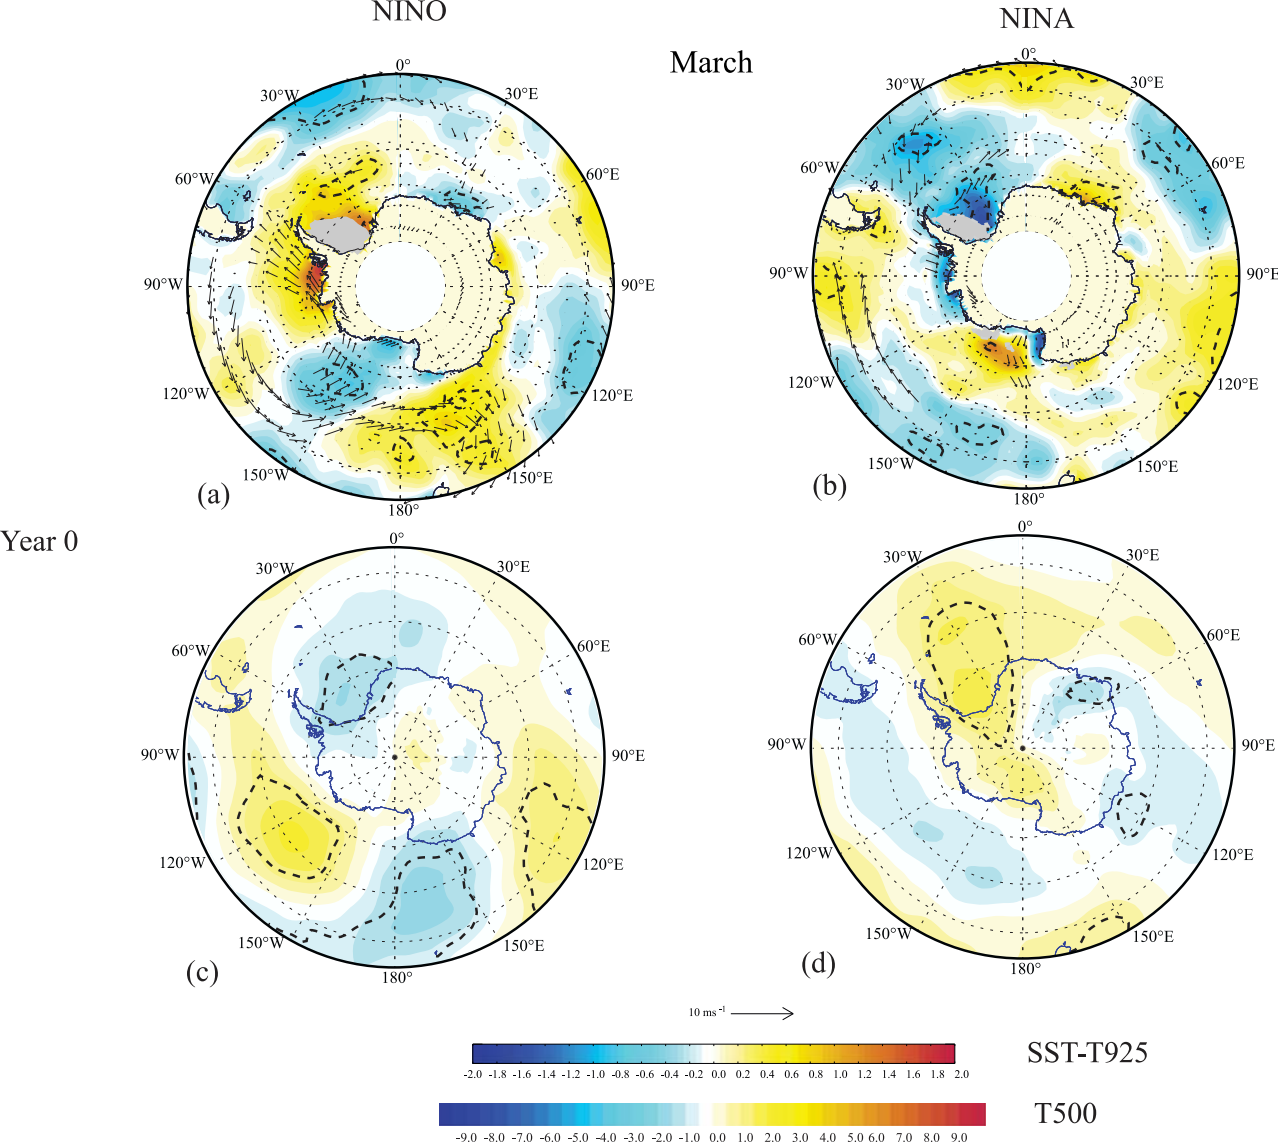 NINO
NINA
March
0°
30°E
60°E
90°E
120°E
150°E
180°
150°W
120°W
90°W
60°W
30°W
(a)
0°
30°E
60°E
90°E
120°E
150°E
180°
150°W
120°W
90°W
60°W
30°W
(b)
Year 0
0°
30°E
60°E
90°E
120°E
150°E
180°
150°W
120°W
90°W
60°W
30°W
(c)
0°
30°E
60°E
90°E
120°E
150°E
180°
150°W
120°W
90°W
60°W
30°W
(d)
10 ms⁻¹
SST-T925
-2.0 -1.8 -1.6 -1.4 -1.2 -1.0 -0.8 -0.6 -0.4 -0.2 -0.0 0.0 0.2 0.4 0.6 0.8 1.0 1.2 1.4 1.6 1.8 2.0
T500
-9.0 -8.0 -7.0 -6.0 -5.0 -4.0 -3.0 -2.0 -1.0 0.0 1.0 2.0 3.0 4.0 5.0 6.0 7.0 8.0 9.0